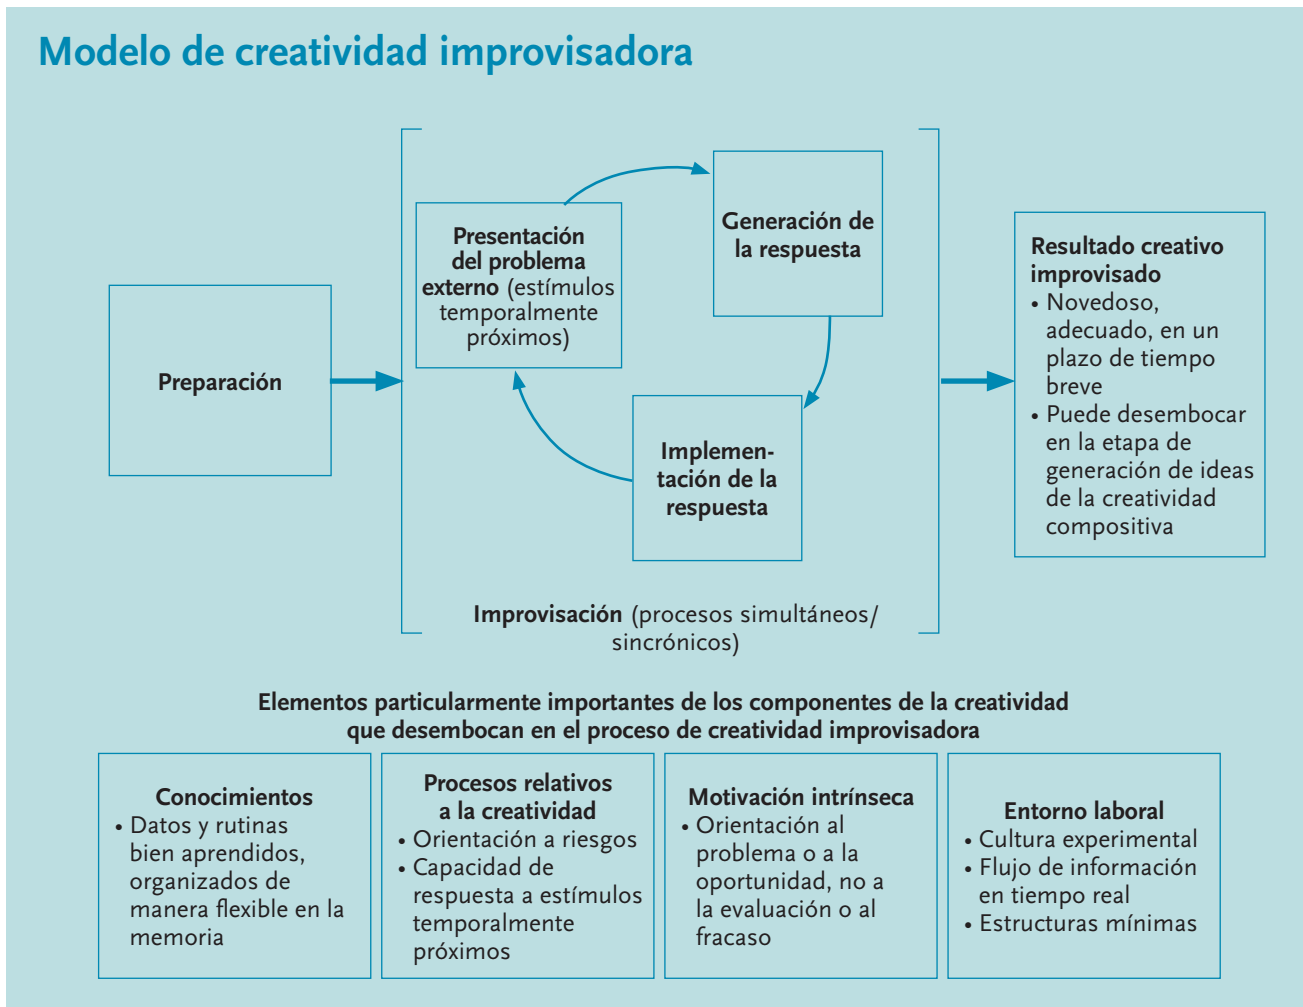 Modelo de creatividad improvisadora
Preparación
Presentación
del problema
externo (estímulos
temporalmente
próximos)
Generación de
la respuesta
Implemen-
tación de la
respuesta
Improvisación (procesos simultáneos/
sincrónicos)
Resultado creativo
improvisado
• Novedoso,
adecuado, en un
plazo de tiempo
breve
• Puede desembocar
en la etapa de
generación de ideas
de la creatividad
compositiva
Elementos particularmente importantes de los componentes de la creatividad
que desembocan en el proceso de creatividad improvisadora
Conocimientos
• Datos y rutinas
bien aprendidos,
organizados de
manera flexible en la
memoria
Procesos relativos
a la creatividad
• Orientación a riesgos
• Capacidad de
respuesta a estímulos
temporalmente
próximos
Motivación intrínseca
• Orientación al
problema o a la
oportunidad, no a
la evaluación o al
fracaso
Entorno laboral
• Cultura experimental
• Flujo de información
en tiempo real
• Estructuras mínimas